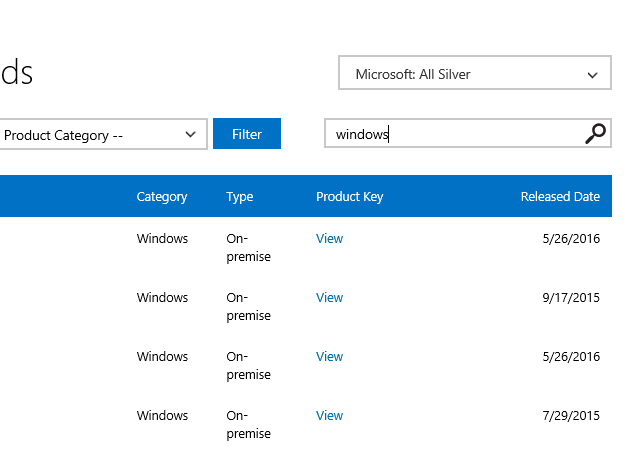 ds
Microsoft: All Silver
Product Category --
Filter
windows
Category Type Product Key Released Date
Windows On- View 5/26/2016
premise
Windows On- View 9/17/2015
premise
Windows On- View 5/26/2016
premise
Windows On- View 7/29/2015
premise